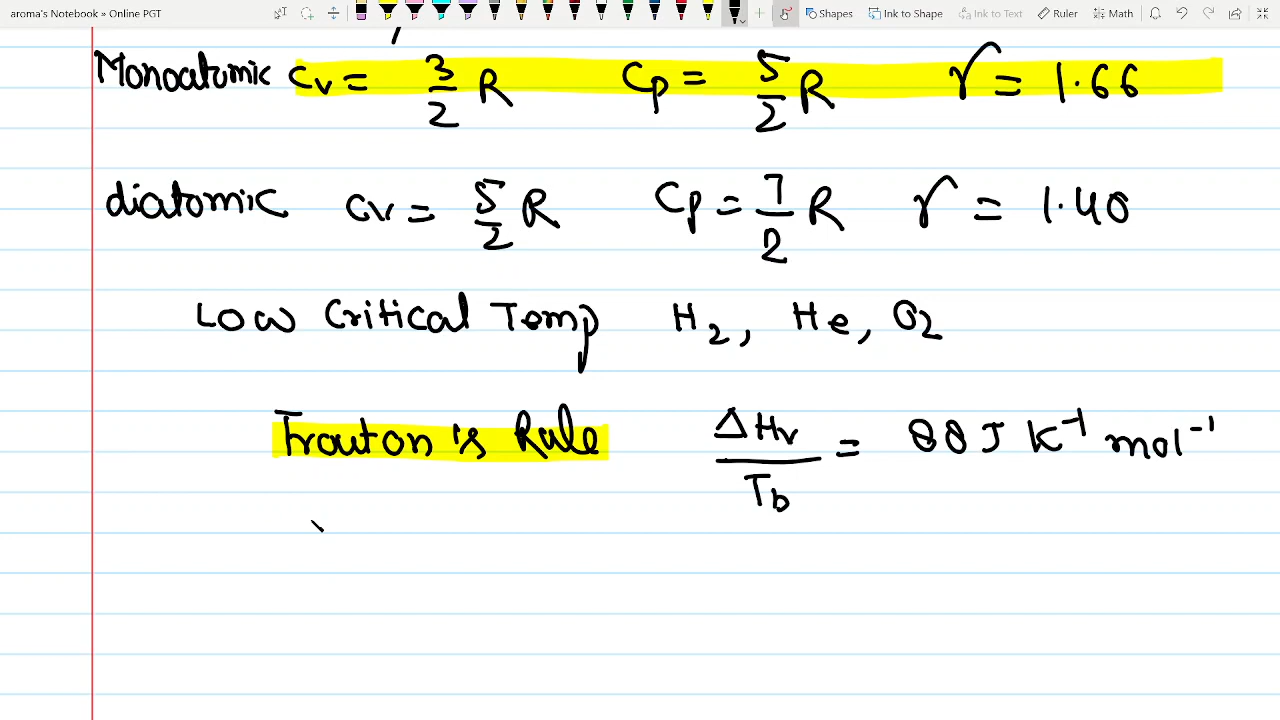 aroma's Notebook » Online PGT
Shapes Ink to Shape Ink to Text Ruler Math
Monoatomic Cv = 3/2 R Cp = 5/2 R γ = 1.66
diatomic Cv = 5/2 R Cp = 7/2 R γ = 1.40
Low Critical Temp H2, He, O2
Trouton's Rule ΔHv/Tb = 88 J K⁻¹ mol⁻¹